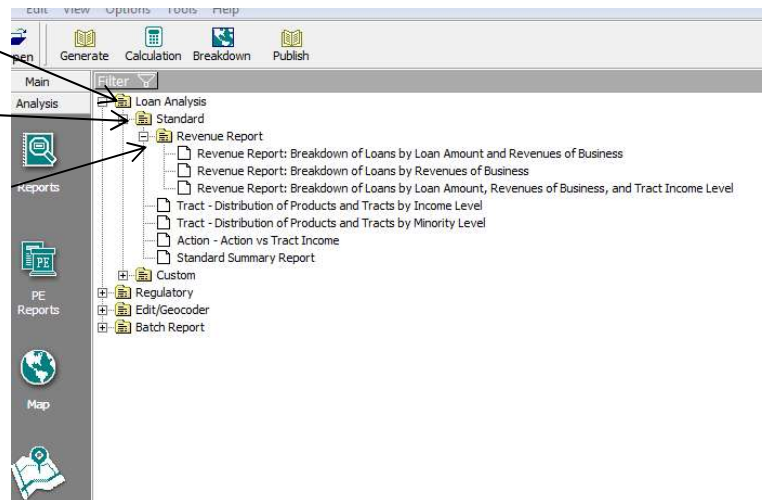 Edit View Options Tools Help
pen Generate Calculation Breakdown Publish
Main
Analysis
Reports
PE
PE
Reports
Map
Filter
Loan Analysis
Standard
Revenue Report
Revenue Report: Breakdown of Loans by Loan Amount and Revenues of Business
Revenue Report: Breakdown of Loans by Revenues of Business
Revenue Report: Breakdown of Loans by Loan Amount, Revenues of Business, and Tract Income Level
Tract - Distribution of Products and Tracts by Income Level
Tract - Distribution of Products and Tracts by Minority Level
Action - Action vs Tract Income
Standard Summary Report
Custom
Regulatory
Edit/Geocoder
Batch Report